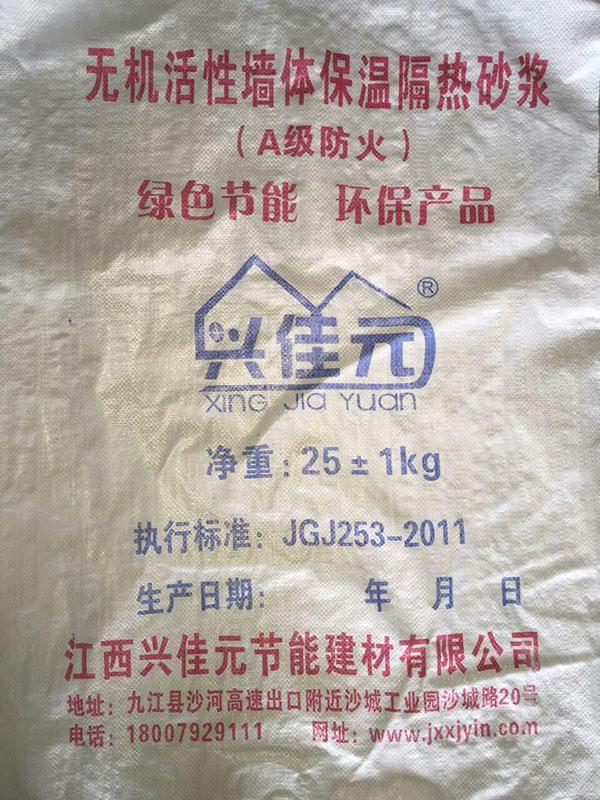 无机活性墙体保温隔热砂浆
（A级防火）
绿色节能 环保产品
®
兴佳元
XING JIA YUAN
净重：25±1kg
执行标准：JGJ253-2011
生产日期： 年 月 日
江西兴佳元节能建材有限公司
地址：九江县沙河高速出口附近沙城工业园沙城路20号
电话：18007929111 网址：www.jxxjyin.com